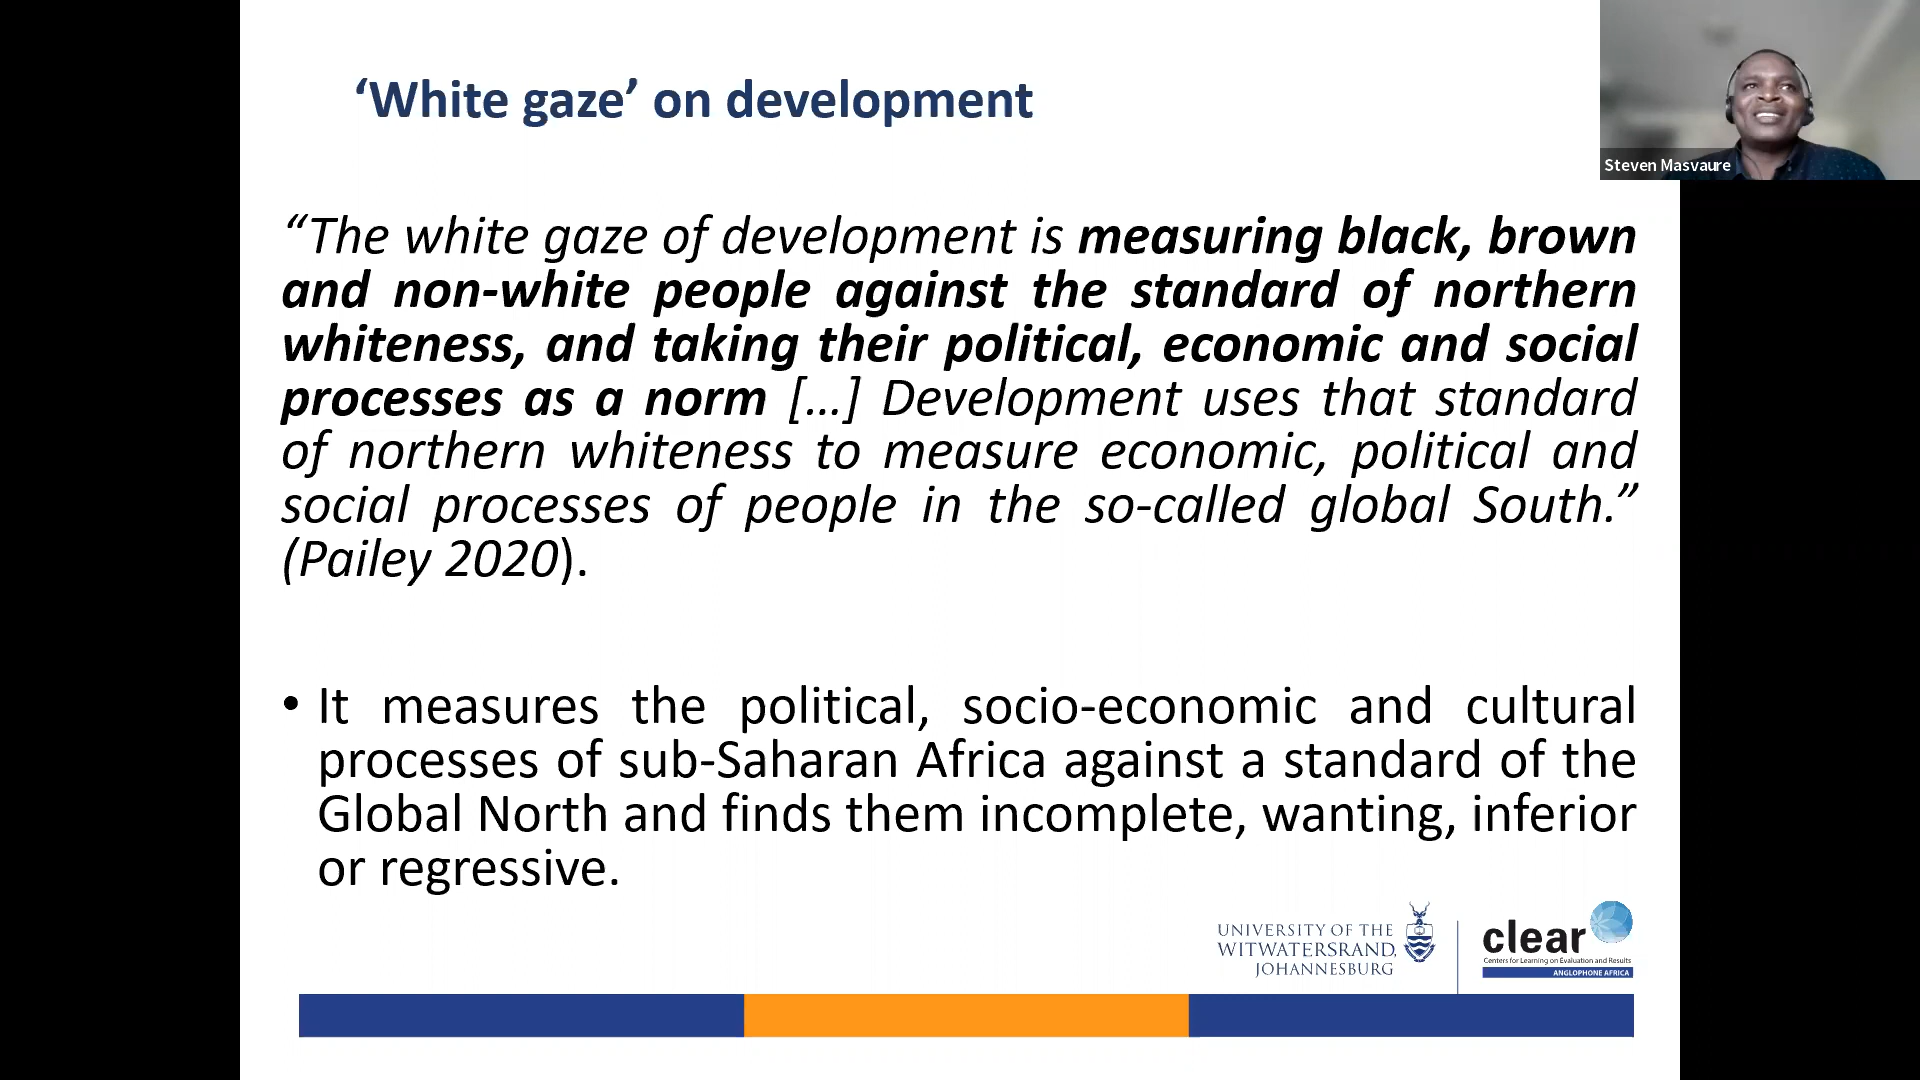 ‘White gaze’ on development
Steven Masvaure
“The white gaze of development is measuring black, brown
and non-white people against the standard of northern
whiteness, and taking their political, economic and social
processes as a norm […] Development uses that standard
of northern whiteness to measure economic, political and
social processes of people in the so-called global South.”
(Pailey 2020).
• It measures the political, socio-economic and cultural
processes of sub-Saharan Africa against a standard of the
Global North and finds them incomplete, wanting, inferior
or regressive.
UNIVERSITY OF THE
WITWATERSRAND,
JOHANNESBURG
clear
Centers for Learning on Evaluation and Results
ANGLOPHONE AFRICA